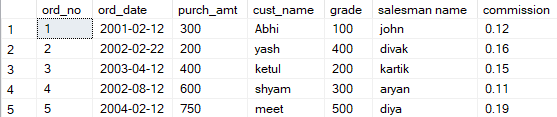 ord_no ord_date purch_amt cust_name grade salesman name commission
1 1 2001-02-12 300 Abhi 100 john 0.12
2 2 2002-02-22 200 yash 400 divak 0.16
3 3 2003-04-12 400 ketul 200 kartik 0.15
4 4 2002-08-12 600 shyam 300 aryan 0.11
5 5 2004-02-12 750 meet 500 diya 0.19